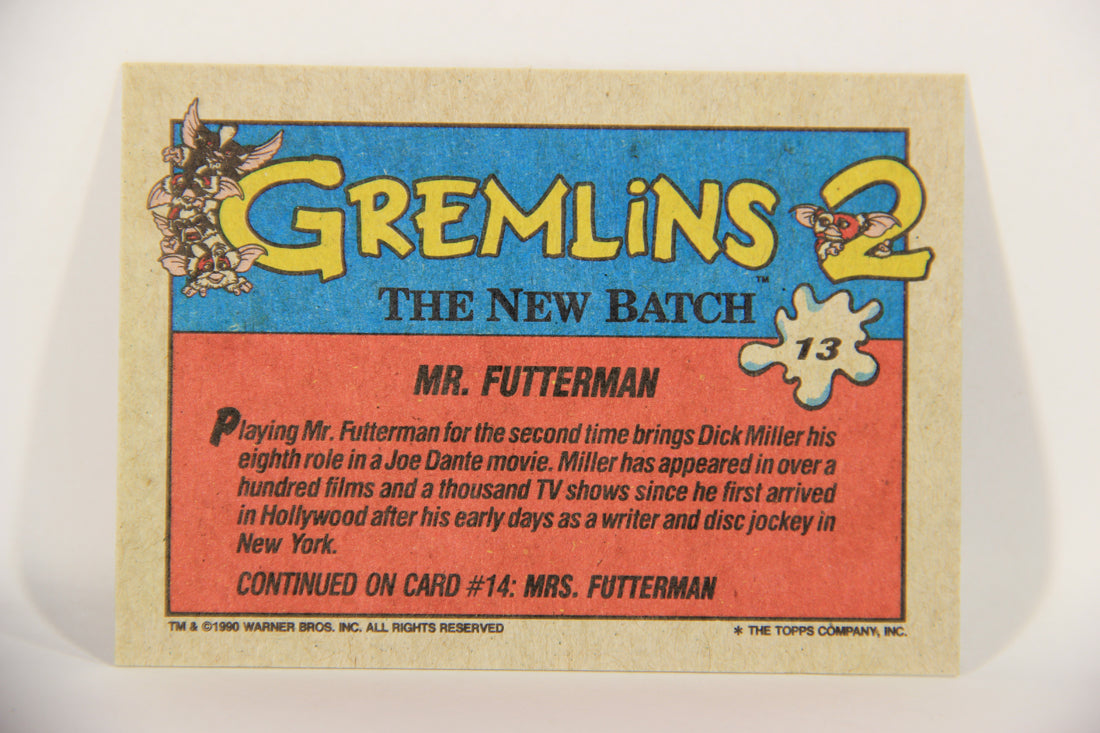 GREMLiNS 2
THE NEW BATCH™
13
MR. FUTTERMAN
Playing Mr. Futterman for the second time brings Dick Miller his
eighth role in a Joe Dante movie. Miller has appeared in over a
hundred films and a thousand TV shows since he first arrived
in Hollywood after his early days as a writer and disc jockey in
New York.
CONTINUED ON CARD #14: MRS. FUTTERMAN
TM & ©1990 WARNER BROS. INC. ALL RIGHTS RESERVED
* THE TOPPS COMPANY, INC.